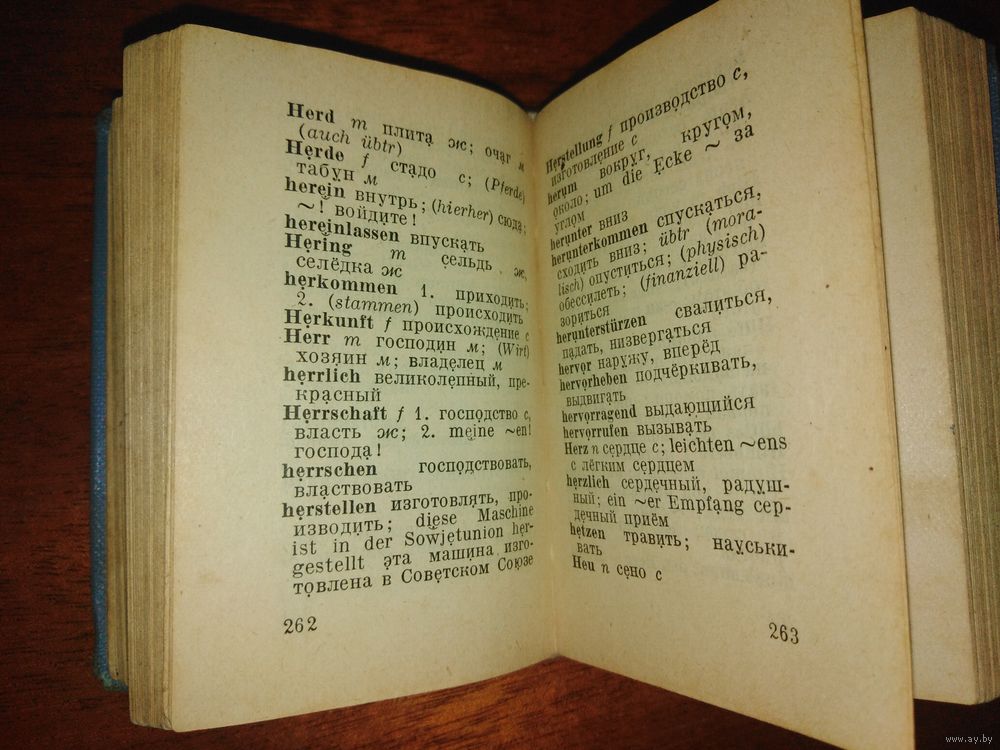 Herd m плита ж; очаг м
(auch übtr)
Herde f стадо с; (Pferde)
табун м
herein внутрь; (hierher) сюда;
~! войдите!
hereinlassen впускать
Hering m сельдь ж,
селёдка ж
herkommen 1. приходить;
2. (stammen) происходить
Herkunft f происхождение с
Herr m господин м; (Wirt)
хозяин м; владелец м
herrlich великолепный, пре-
красный
Herrschaft f 1. господство с,
власть ж; 2. meine ~en!
господа!
herrschen господствовать,
властвовать
herstellen изготовлять, про-
изводить; diese Maschine
ist in der Sowjetunion her-
gestellt эта машина изго-
товлена в Советском Союзе
262
Herstellung f производство с,
изготовление с
herum вокруг, кругом,
около; um die Ecke ~ за
углом
herunter вниз
herunterkommen спускаться,
сходить вниз; übtr (mora-
lisch) опуститься; (physisch)
обессилеть; (finanziell) ра-
зориться
herunterstürzen свалиться,
падать, низвергаться
hervor наружу, вперёд
hervorheben подчёркивать,
выдвигать
hervorragend выдающийся
hervorrufen вызывать
Herz n сердце с; leichten ~ens
с лёгким сердцем
herzlich сердечный, радуш-
ный; ein ~er Empfang сер-
дечный приём
hetzen травить; науськи-
вать
Heu n сено с
263
www.ay.by